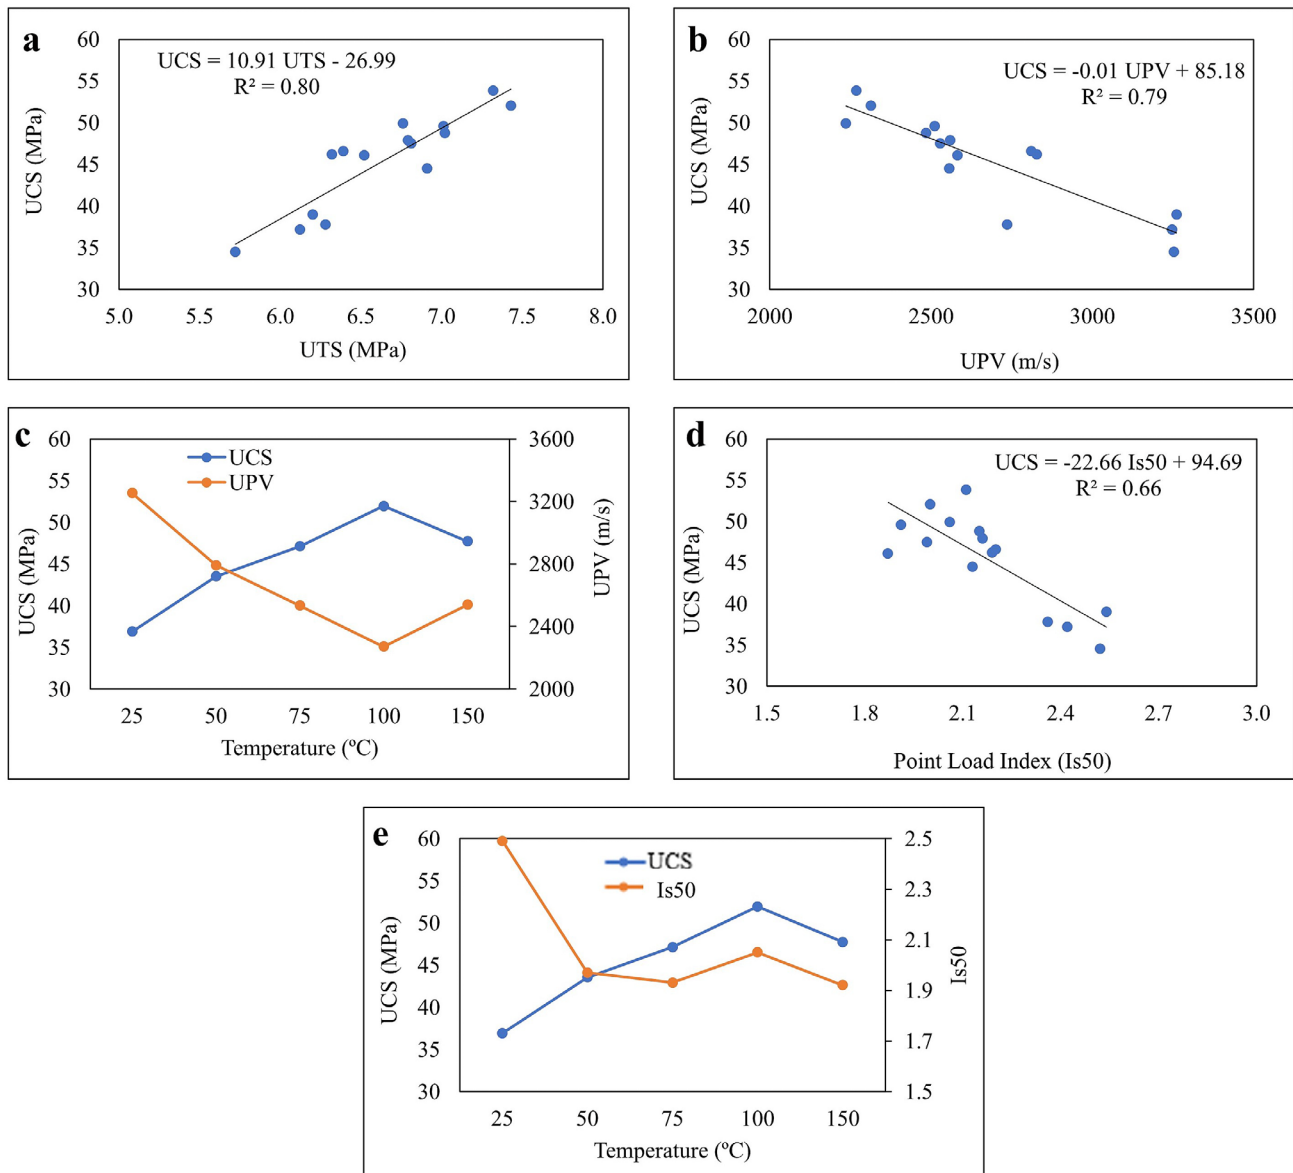 a
UCS = 10.91 UTS - 26.99
R² = 0.80
60
55
50
45
40
35
30
UCS (MPa)
5.0 5.5 6.0 6.5 7.0 7.5 8.0
UTS (MPa)
b
UCS = -0.01 UPV + 85.18
R² = 0.79
60
55
50
45
40
35
30
UCS (MPa)
2000 2500 3000 3500
UPV (m/s)
c
UCS
UPV
60
55
50
45
40
35
30
UCS (MPa)
3600
3200
2800
2400
2000
UPV (m/s)
25 50 75 100 150
Temperature (ºC)
d
UCS = -22.66 Is50 + 94.69
R² = 0.66
60
55
50
45
40
35
30
UCS (MPa)
1.5 1.8 2.1 2.4 2.7 3.0
Point Load Index (Is50)
e
UCS
Is50
60
55
50
45
40
35
30
UCS (MPa)
2.5
2.3
2.1
1.9
1.7
1.5
Is50
25 50 75 100 150
Temperature (ºC)